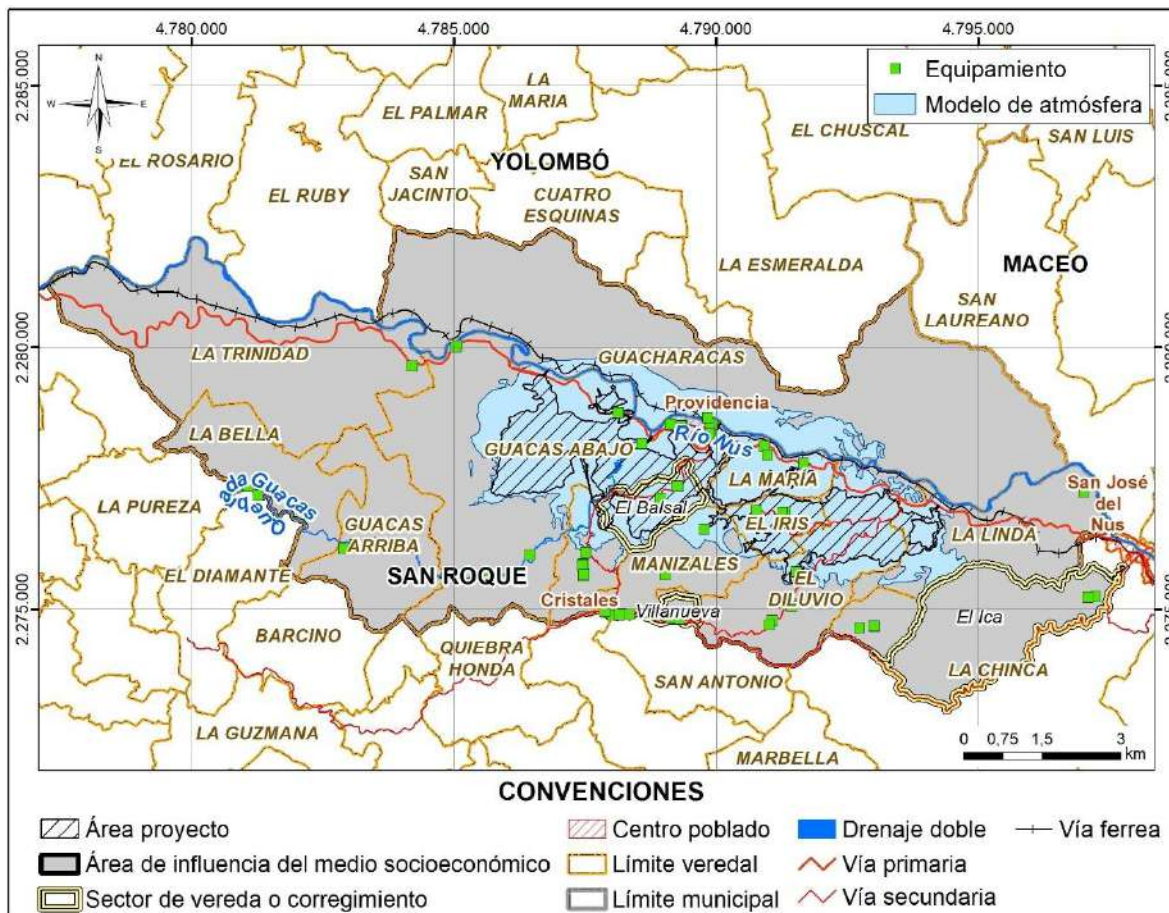 4.780.000
4.785.000
4.790.000
4.795.000
N
W
E
S
2.285.000
2.280.000
2.275.000
Equipamiento
Modelo de atmósfera
LA
MARIA
EL PALMAR
EL CHUSCAL
SAN LUIS
EL ROSARIO
YOLOMBÓ
SAN
JACINTO
EL RUBY
CUATRO
ESQUINAS
LA ESMERALDA
MACEO
SAN
LAUREANO
LA TRINIDAD
GUACHARACAS
Providencia
LA BELLA
GUACAS ABAJO
Río Nus
LA MARÍA
San José
del
Nus
LA PUREZA
Quebrada Guacas
El Balsal
GUACAS
ARRIBA
EL IRIS
LA LINDA
EL DIAMANTE
SAN ROQUE
MANIZALES
EL
DILUVIO
Cristales
Villanueva
El Ica
BARCINO
QUIEBRA
HONDA
SAN ANTONIO
LA CHINCA
LA GUZMANA
MARBELLA
0 0,75 1,5 3
km
CONVENCIONES
Área proyecto
Área de influencia del medio socioeconómico
Sector de vereda o corregimiento
Centro poblado
Límite veredal
Límite municipal
Drenaje doble
Vía primaria
Vía secundaria
Vía ferrea